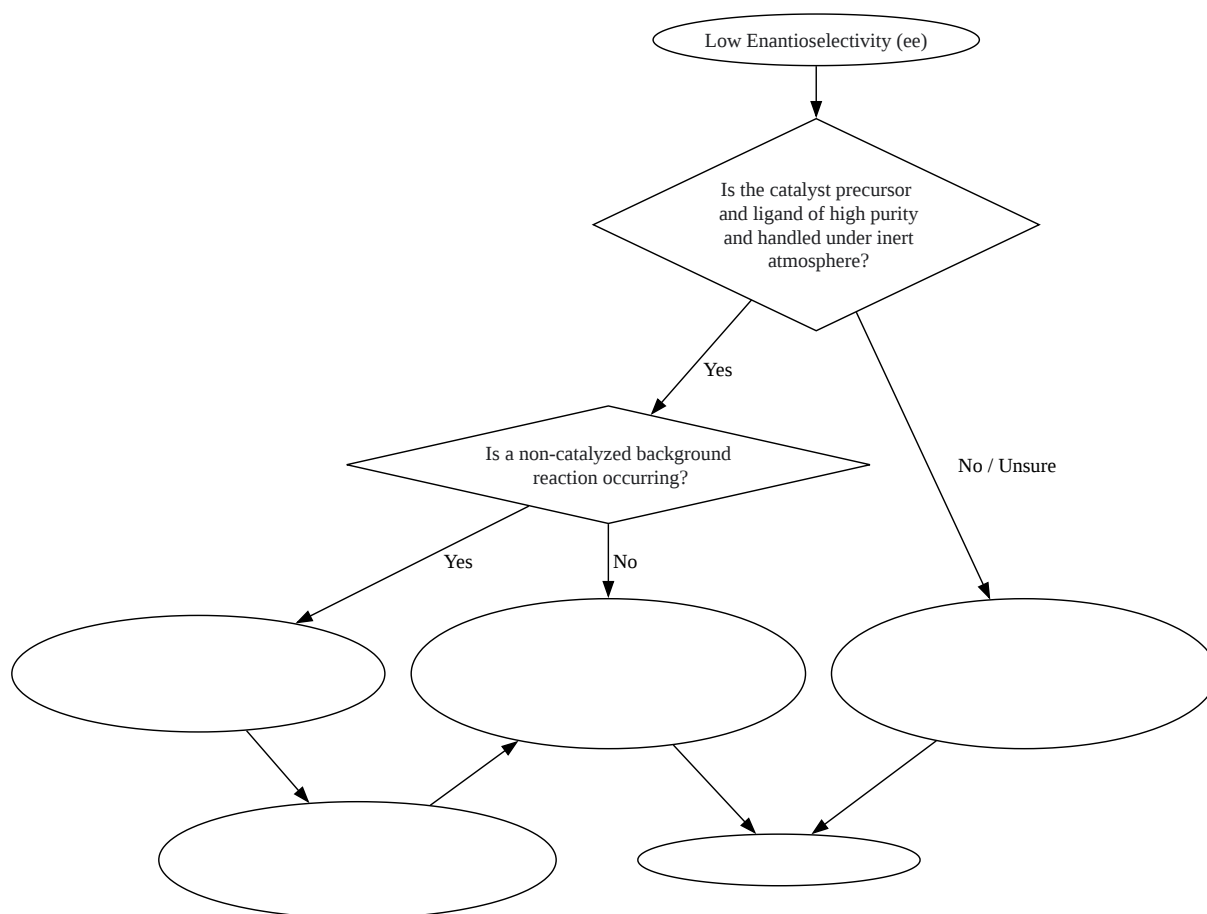 Low Enantioselectivity (ee)
Is the catalyst precursor
and ligand of high purity
and handled under inert
atmosphere?
Yes
Is a non-catalyzed background
reaction occurring?
No / Unsure
Yes
No